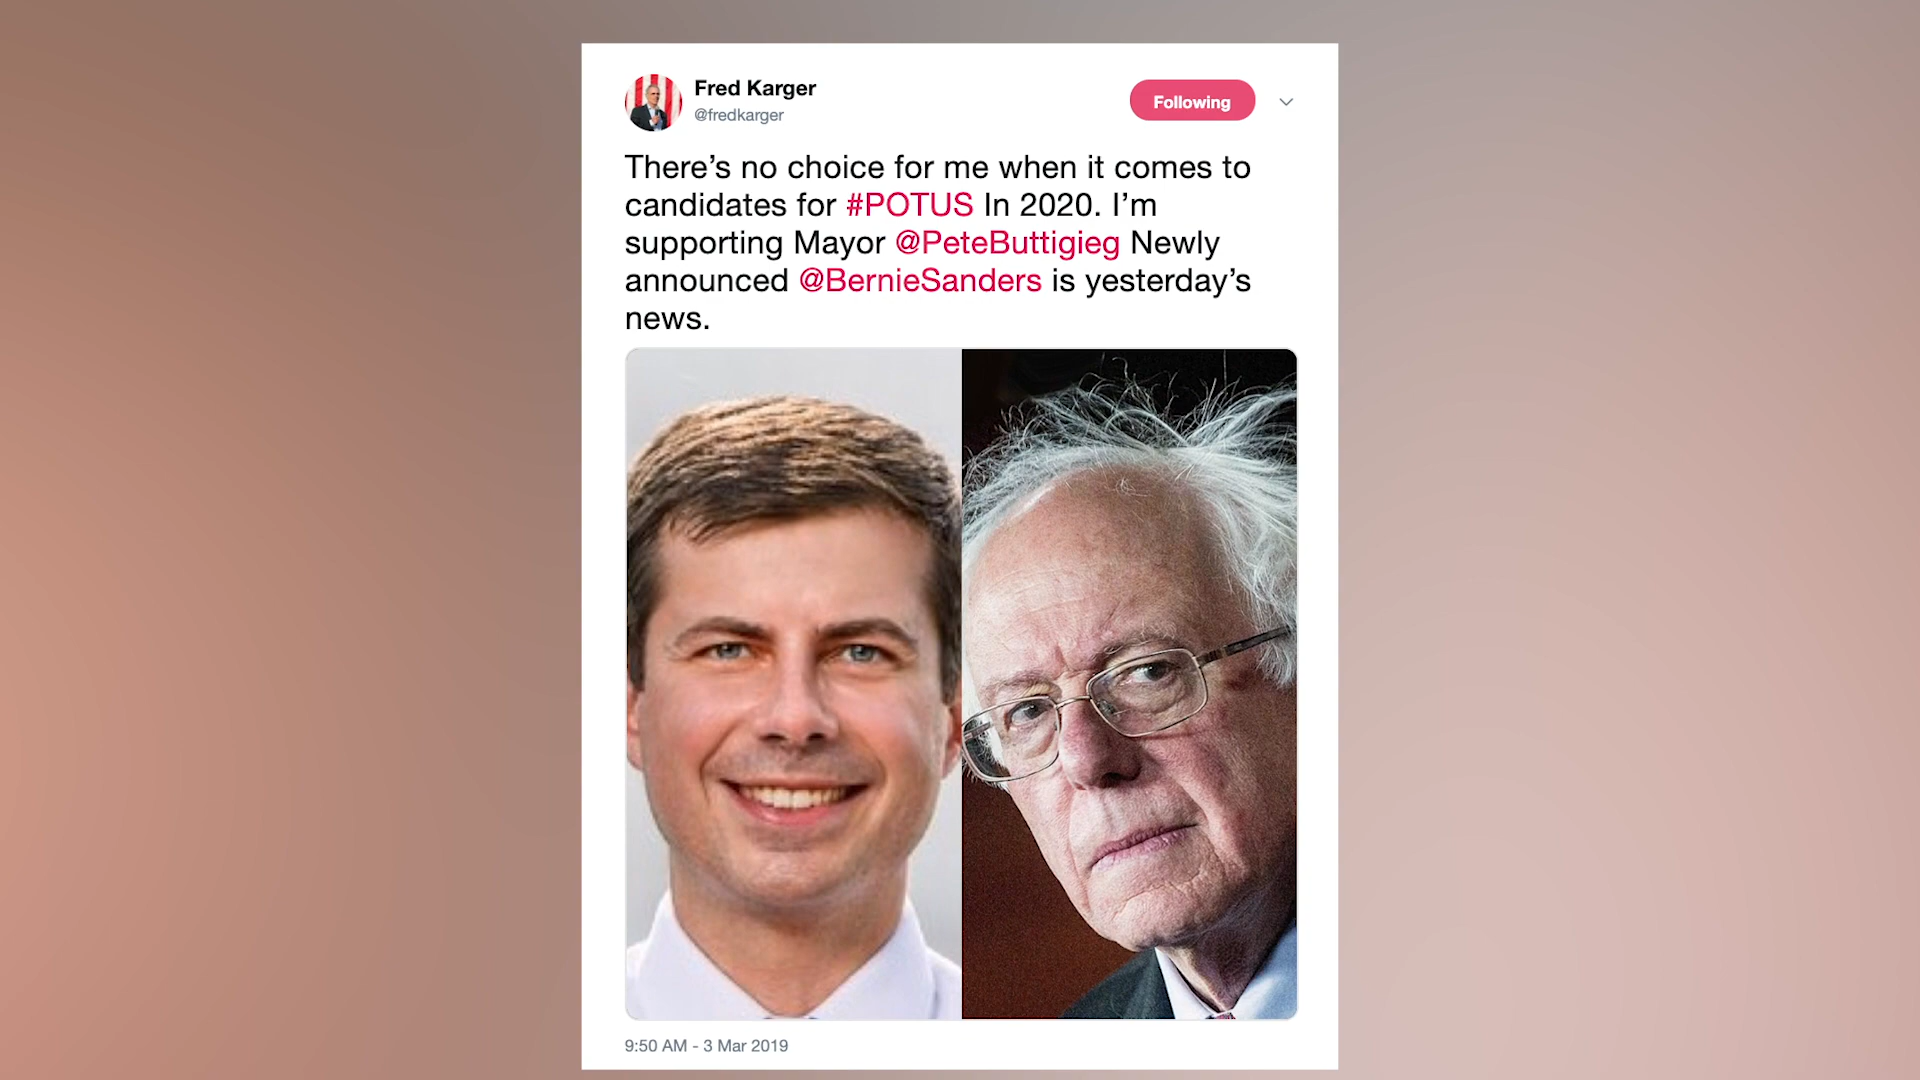 Fred Karger
@fredkarger
Following
There’s no choice for me when it comes to
candidates for #POTUS In 2020. I’m
supporting Mayor @PeteButtigieg Newly
announced @BernieSanders is yesterday’s
news.
9:50 AM - 3 Mar 2019